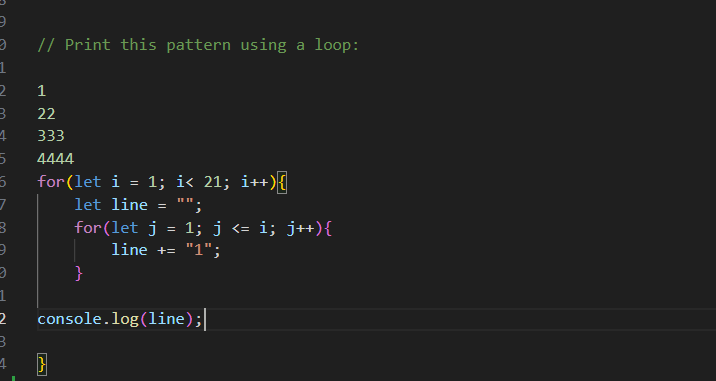 // Print this pattern using a loop:
1
22
333
4444
for(let i = 1; i< 21; i++){
let line = "";
for(let j = 1; j <= i; j++){
line += "1";
}
console.log(line);
}